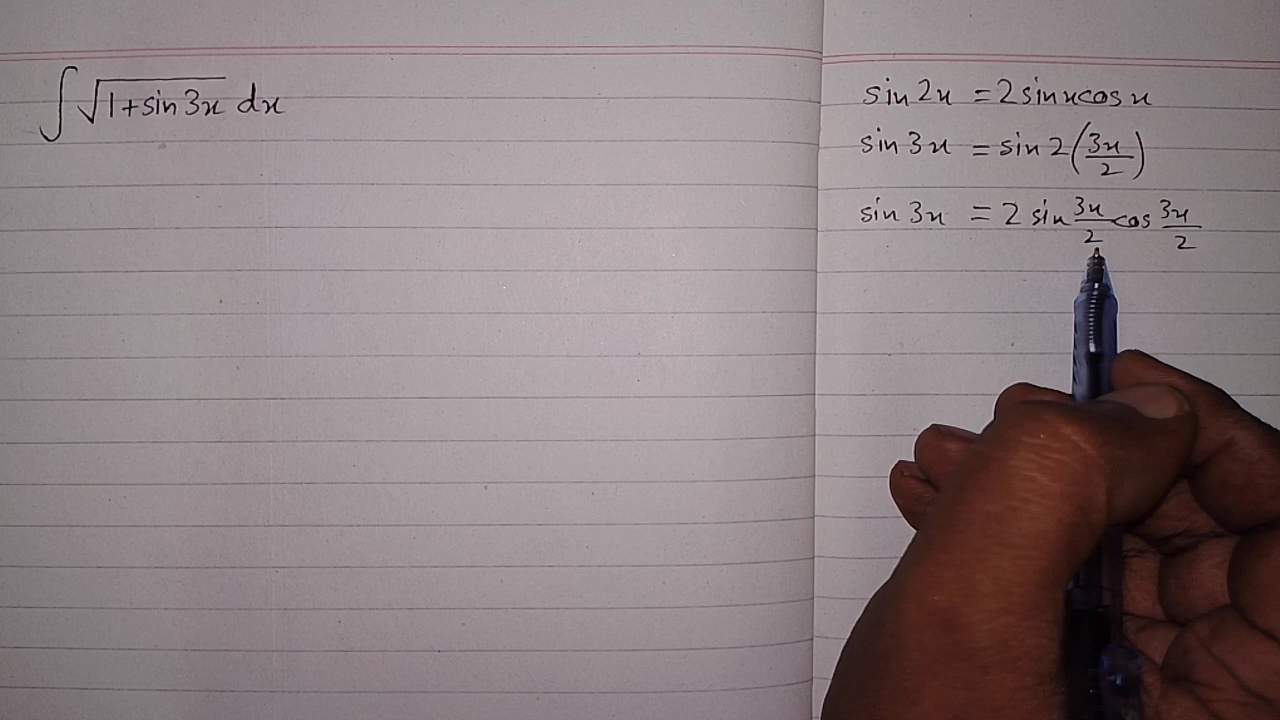 ∫ √(1+sin 3x) dx
sin 2x = 2 sin x cos x
sin 3x = sin 2(3x/2)
sin 3x = 2 sin 3x/2 cos 3x/2